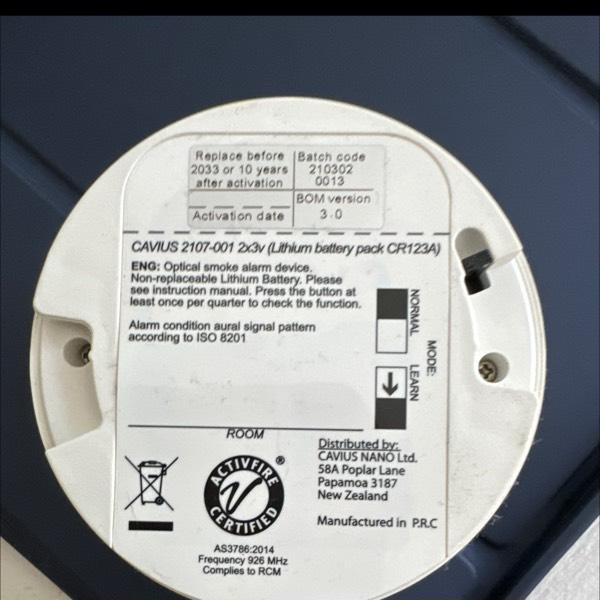 Replace before
2033 or 10 years
after activation
Activation date
Batch code
210302
0013
BOM version
3.0
CAVIUS 2107-001 2x3v (Lithium battery pack CR123A)
ENG: Optical smoke alarm device.
Non-replaceable Lithium Battery. Please
see instruction manual. Press the button at
least once per quarter to check the function.
Alarm condition aural signal pattern
according to ISO 8201
NORMAL
MODE:
LEARN
ROOM
ACTIVFIRE®
CERTIFIED
AS3786:2014
Frequency 926 MHz
Complies to RCM
Distributed by:
CAVIUS NANO Ltd.
58A Poplar Lane
Papamoa 3187
New Zealand
Manufactured in P.R.C